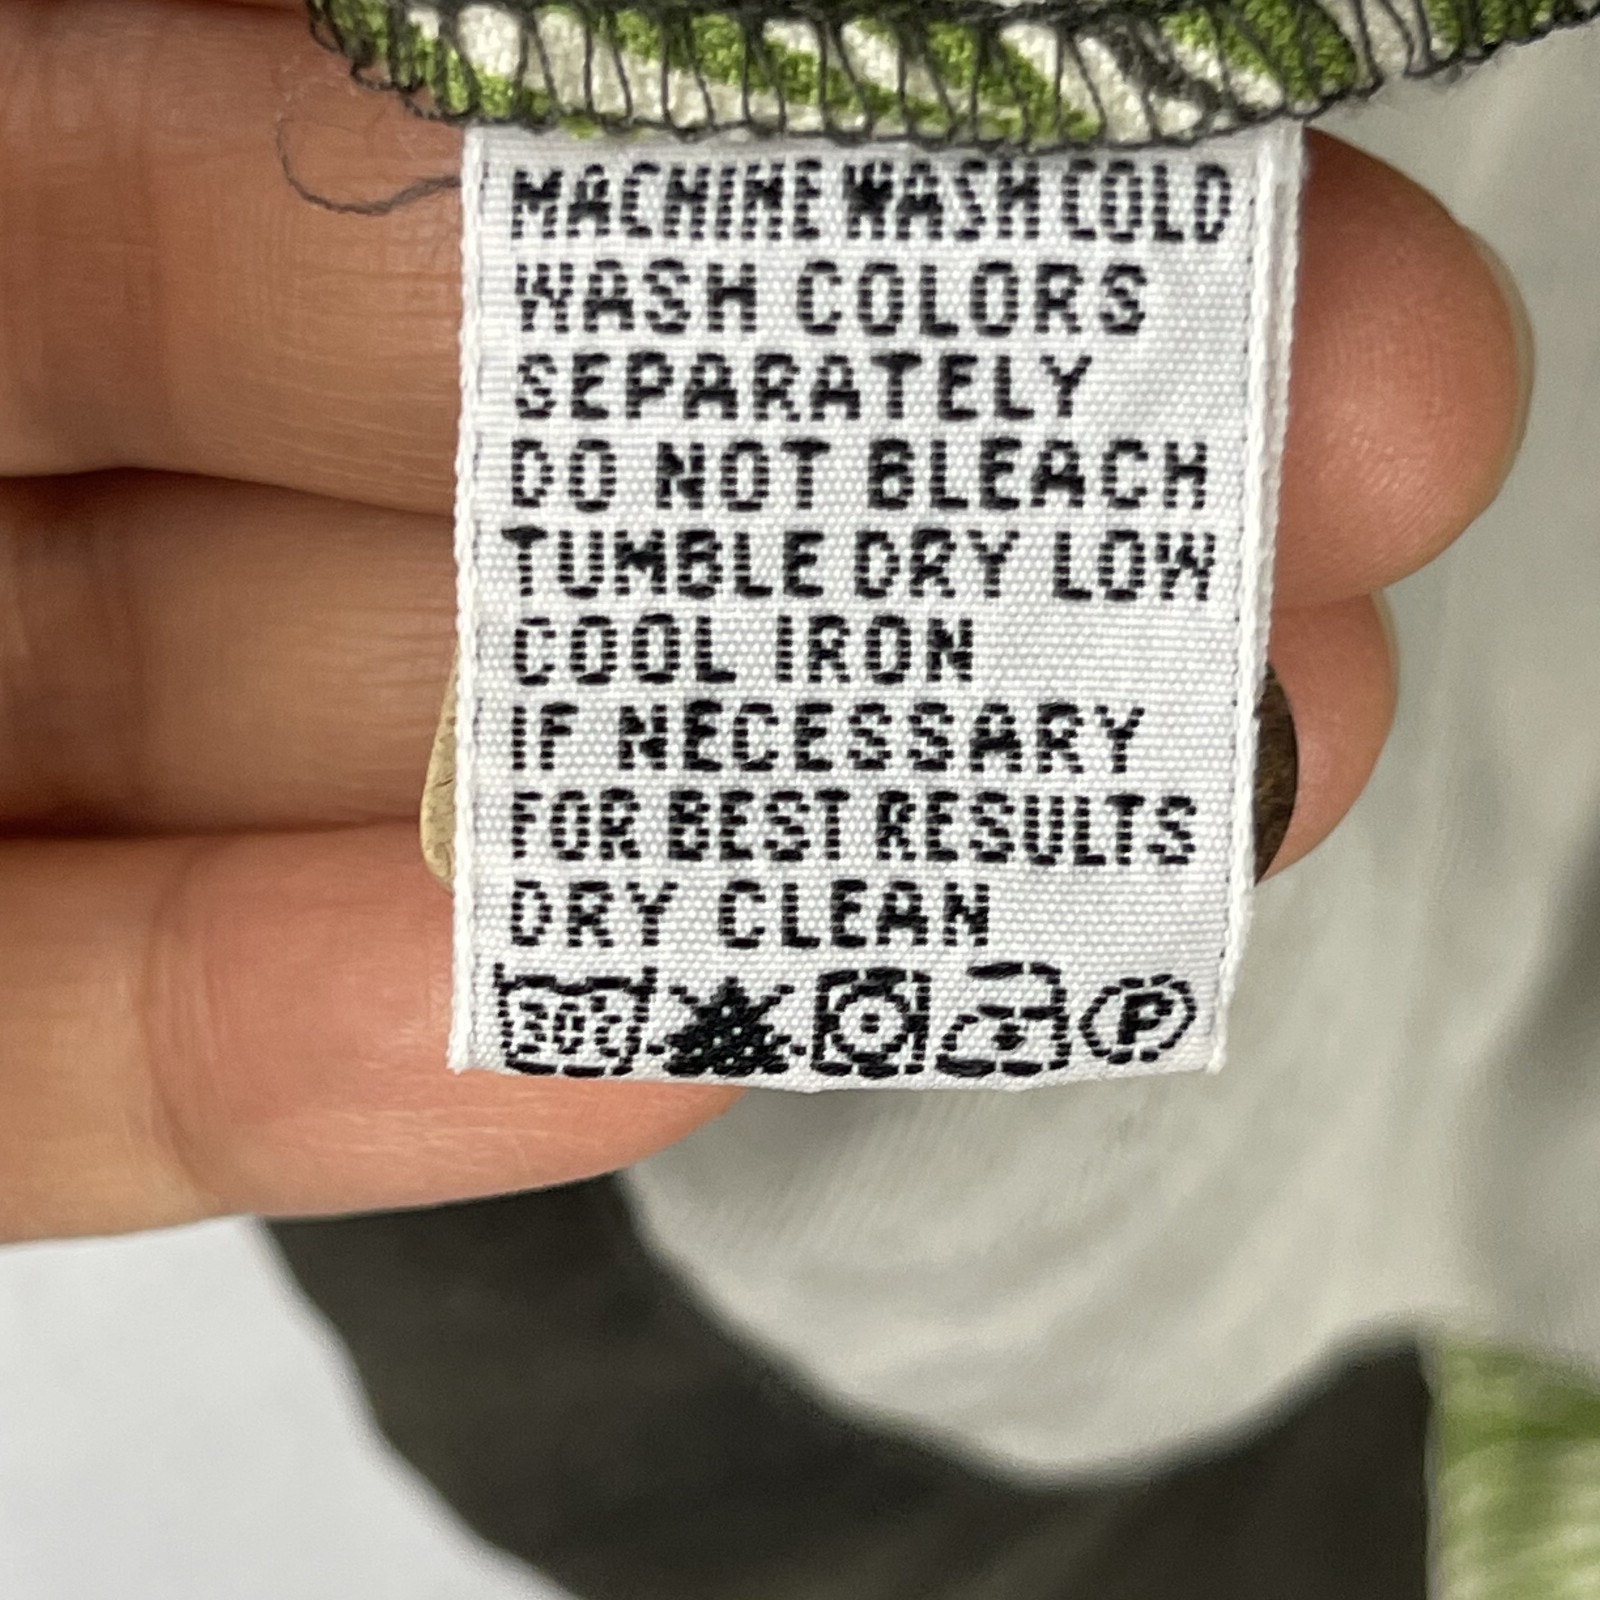 MACHINE WASH COLD
WASH COLORS
SEPARATELY
DO NOT BLEACH
TUMBLE DRY LOW
COOL IRON
IF NECESSARY
FOR BEST RESULTS
DRY CLEAN
30°C P